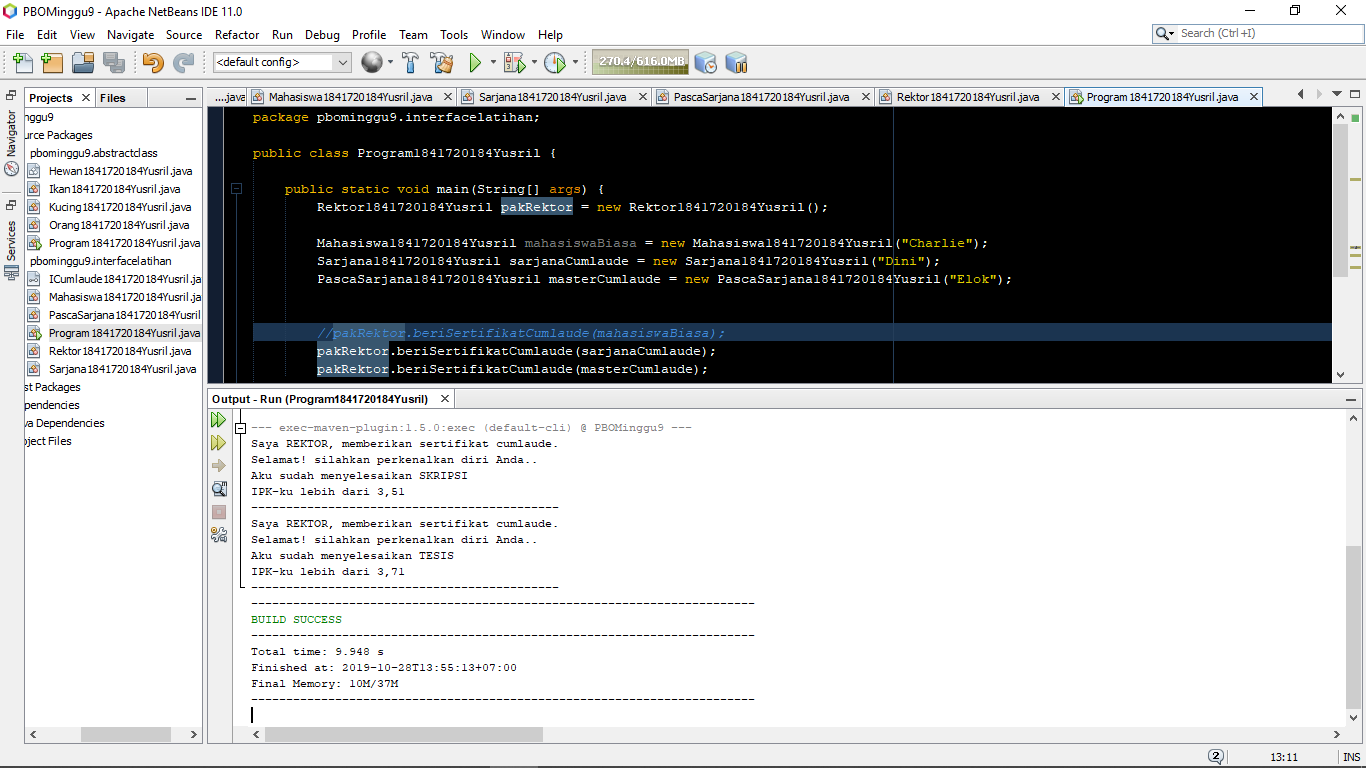 PBOMinggu9 - Apache NetBeans IDE 11.0
File Edit View Navigate Source Refactor Run Debug Profile Team Tools Window Help
Search (Ctrl+I)
<default config>
270.4/616.0MB
Projects Files
....java Mahasiswa1841720184Yusril.java Sarjana1841720184Yusril.java PascaSarjana1841720184Yusril.java Rektor1841720184Yusril.java Program1841720184Yusril.java
Navigator
Services
nggu9
urce Packages
pbominggu9.abstractclass
Hewan1841720184Yusril.java
Ikan1841720184Yusril.java
Kucing1841720184Yusril.java
Orang1841720184Yusril.java
Program1841720184Yusril.java
pbominggu9.interfacelatihan
ICumlaude1841720184Yusril.ja
Mahasiswa1841720184Yusril.ja
PascaSarjana1841720184Yusril
Program1841720184Yusril.java
Rektor1841720184Yusril.java
Sarjana1841720184Yusril.java
st Packages
pendencies
va Dependencies
oject Files
package pbominggu9.interfacelatihan;
public class Program1841720184Yusril {
public static void main(String[] args) {
Rektor1841720184Yusril pakRektor = new Rektor1841720184Yusril();
Mahasiswa1841720184Yusril mahasiswaBiasa = new Mahasiswa1841720184Yusril("Charlie");
Sarjana1841720184Yusril sarjanaCumlaude = new Sarjana1841720184Yusril("Dini");
PascaSarjana1841720184Yusril masterCumlaude = new PascaSarjana1841720184Yusril("Elok");
//pakRektor.beriSertifikatCumlaude(mahasiswaBiasa);
pakRektor.beriSertifikatCumlaude(sarjanaCumlaude);
pakRektor.beriSertifikatCumlaude(masterCumlaude);
Output - Run (Program1841720184Yusril)
--- exec-maven-plugin:1.5.0:exec (default-cli) @ PBOMinggu9 ---
Saya REKTOR, memberikan sertifikat cumlaude.
Selamat! silahkan perkenalkan diri Anda..
Aku sudah menyelesaikan SKRIPSI
IPK-ku lebih dari 3,51
--------------------------------------------
Saya REKTOR, memberikan sertifikat cumlaude.
Selamat! silahkan perkenalkan diri Anda..
Aku sudah menyelesaikan TESIS
IPK-ku lebih dari 3,71
--------------------------------------------
------------------------------------------------------------------------
BUILD SUCCESS
------------------------------------------------------------------------
Total time: 9.948 s
Finished at: 2019-10-28T13:55:13+07:00
Final Memory: 10M/37M
------------------------------------------------------------------------
2 13:11 INS